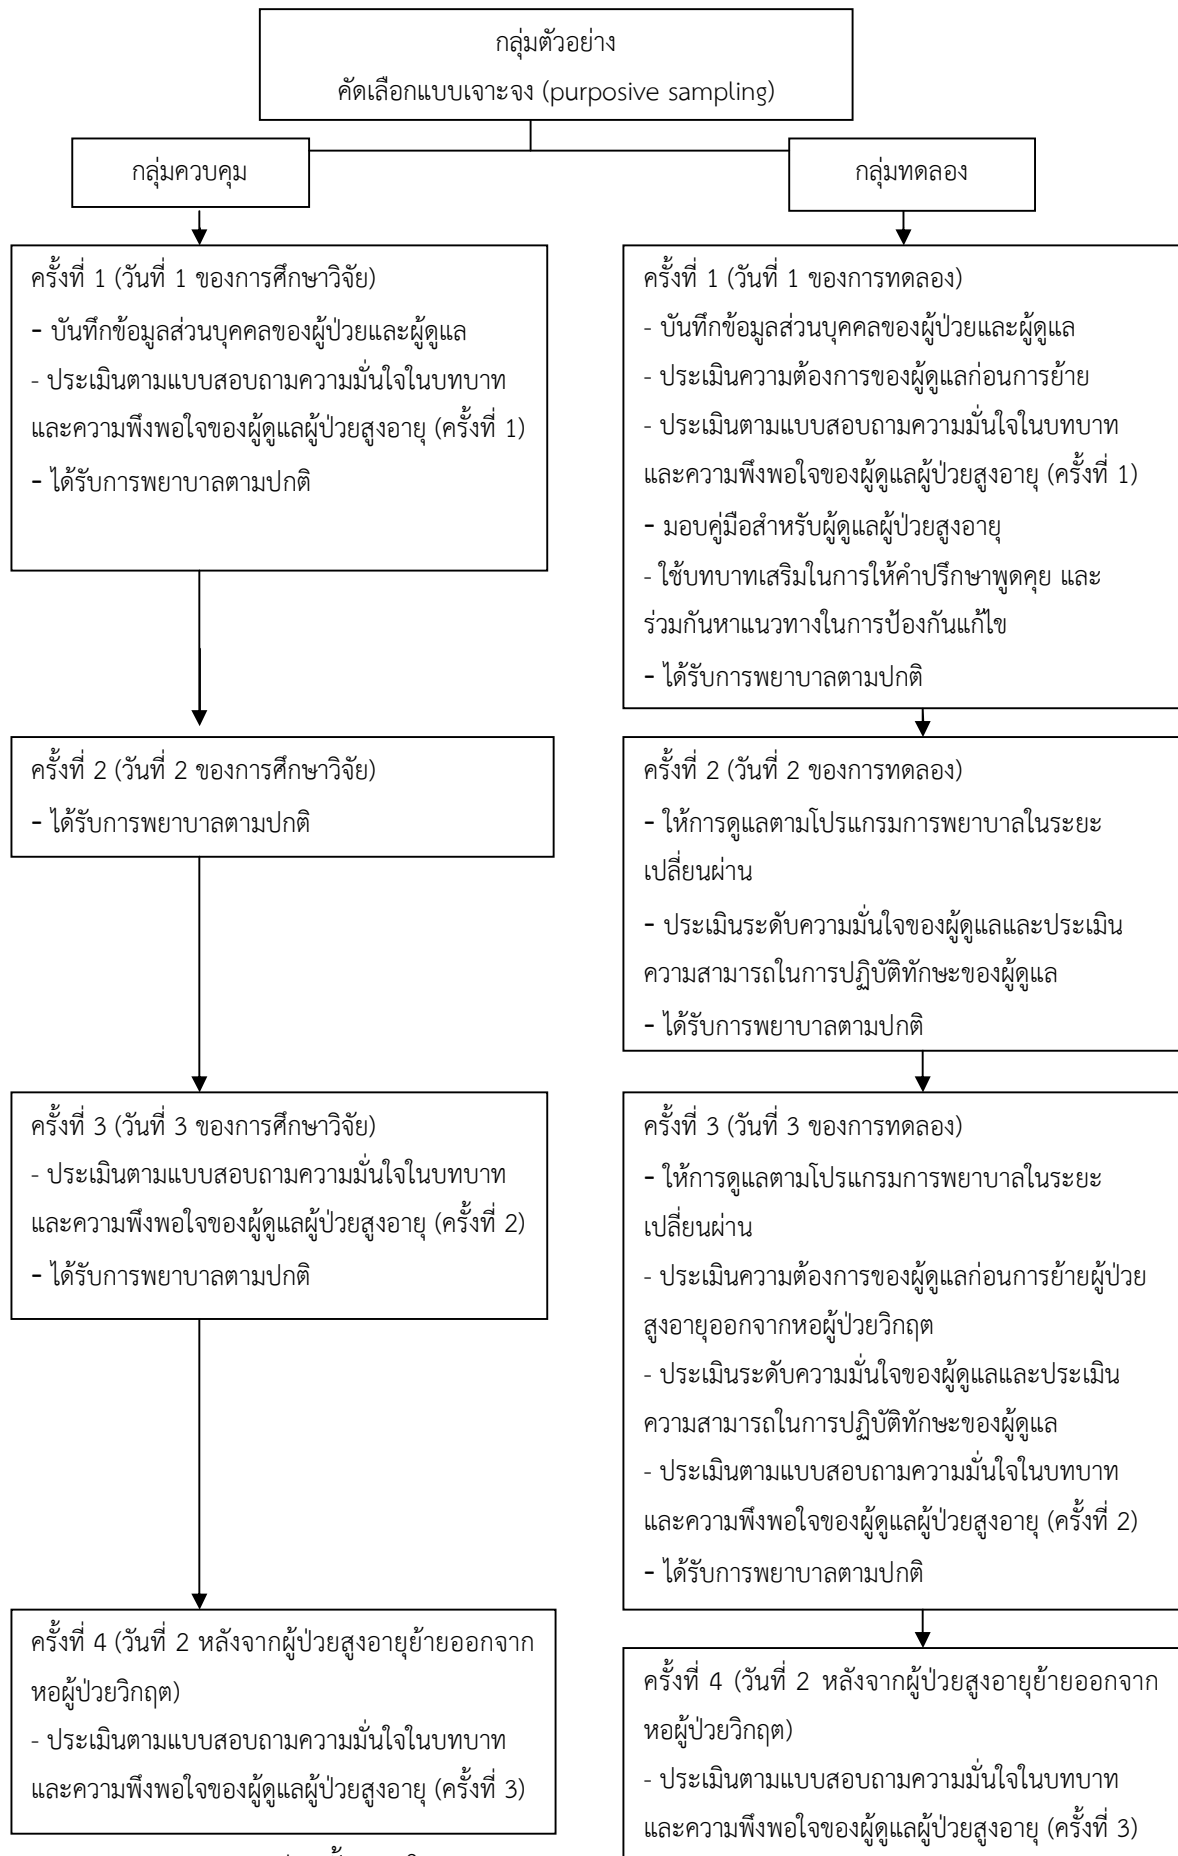 กลุ่มตัวอย่าง
คัดเลือกแบบเจาะจง (purposive sampling)
กลุ่มควบคุม
กลุ่มทดลอง
ครั้งที่ 1 (วันที่ 1 ของการศึกษาวิจัย)
- บันทึกข้อมูลส่วนบุคคลของผู้ป่วยและผู้ดูแล
- ประเมินตามแบบสอบถามความมั่นใจในบทบาท
และความพึงพอใจของผู้ดูแลผู้ป่วยสูงอายุ (ครั้งที่ 1)
- ได้รับการพยาบาลตามปกติ
ครั้งที่ 1 (วันที่ 1 ของการทดลอง)
- บันทึกข้อมูลส่วนบุคคลของผู้ป่วยและผู้ดูแล
- ประเมินความต้องการของผู้ดูแลก่อนการย้าย
- ประเมินตามแบบสอบถามความมั่นใจในบทบาท
และความพึงพอใจของผู้ดูแลผู้ป่วยสูงอายุ (ครั้งที่ 1)
- มอบคู่มือสำหรับผู้ดูแลผู้ป่วยสูงอายุ
- ใช้บทบาทเสริมในการให้คำปรึกษาพูดคุย และ
ร่วมกันหาแนวทางในการป้องกันแก้ไข
- ได้รับการพยาบาลตามปกติ
ครั้งที่ 2 (วันที่ 2 ของการศึกษาวิจัย)
- ได้รับการพยาบาลตามปกติ
ครั้งที่ 2 (วันที่ 2 ของการทดลอง)
- ให้การดูแลตามโปรแกรมการพยาบาลในระยะ
เปลี่ยนผ่าน
- ประเมินระดับความมั่นใจของผู้ดูแลและประเมิน
ความสามารถในการปฏิบัติทักษะของผู้ดูแล
- ได้รับการพยาบาลตามปกติ
ครั้งที่ 3 (วันที่ 3 ของการศึกษาวิจัย)
- ประเมินตามแบบสอบถามความมั่นใจในบทบาท
และความพึงพอใจของผู้ดูแลผู้ป่วยสูงอายุ (ครั้งที่ 2)
- ได้รับการพยาบาลตามปกติ
ครั้งที่ 3 (วันที่ 3 ของการทดลอง)
- ให้การดูแลตามโปรแกรมการพยาบาลในระยะ
เปลี่ยนผ่าน
- ประเมินความต้องการของผู้ดูแลก่อนการย้ายผู้ป่วย
สูงอายุออกจากหอผู้ป่วยวิกฤต
- ประเมินระดับความมั่นใจของผู้ดูแลและประเมิน
ความสามารถในการปฏิบัติทักษะของผู้ดูแล
- ประเมินตามแบบสอบถามความมั่นใจในบทบาท
และความพึงพอใจของผู้ดูแลผู้ป่วยสูงอายุ (ครั้งที่ 2)
- ได้รับการพยาบาลตามปกติ
ครั้งที่ 4 (วันที่ 2 หลังจากผู้ป่วยสูงอายุย้ายออกจาก
หอผู้ป่วยวิกฤต)
- ประเมินตามแบบสอบถามความมั่นใจในบทบาท
และความพึงพอใจของผู้ดูแลผู้ป่วยสูงอายุ (ครั้งที่ 3)
ครั้งที่ 4 (วันที่ 2 หลังจากผู้ป่วยสูงอายุย้ายออกจาก
หอผู้ป่วยวิกฤต)
- ประเมินตามแบบสอบถามความมั่นใจในบทบาท
และความพึงพอใจของผู้ดูแลผู้ป่วยสูงอายุ (ครั้งที่ 3)